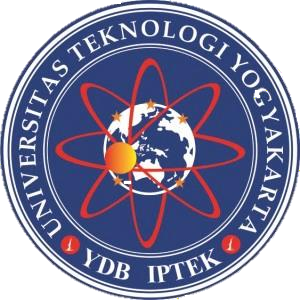 UNIVERSITAS TEKNOLOGI YOGYAKARTA
YDB IPTEK